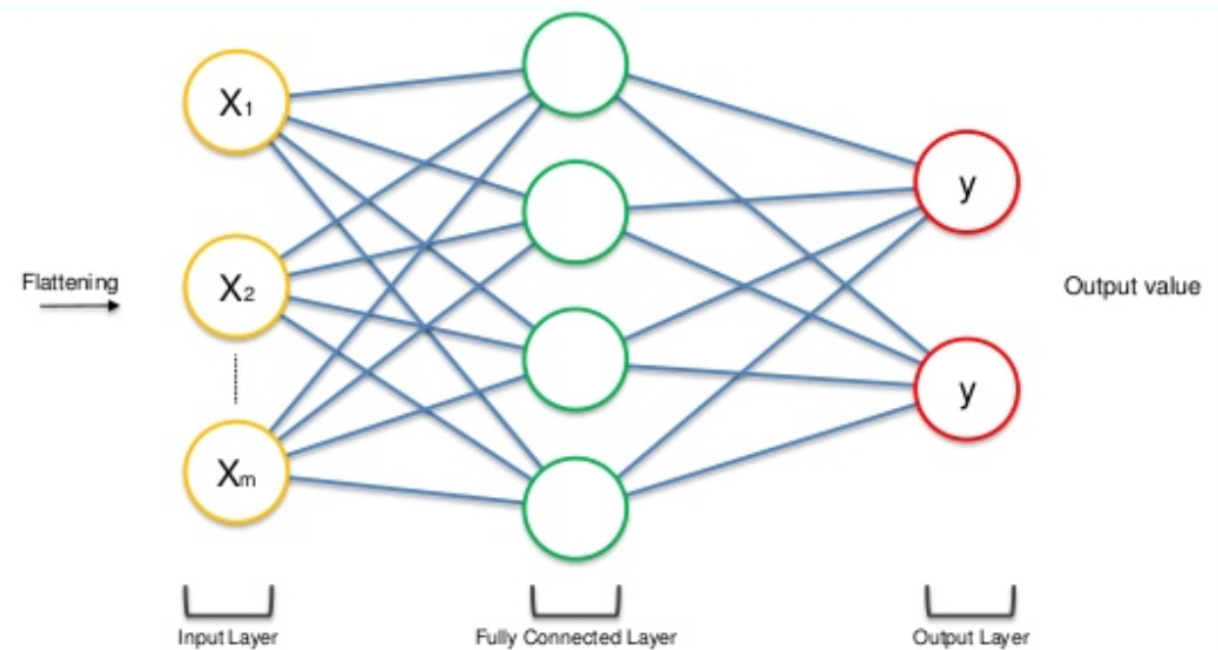 X1
X2
Xm
Flattening
y
y
Output value
Input Layer
Fully Connected Layer
Output Layer